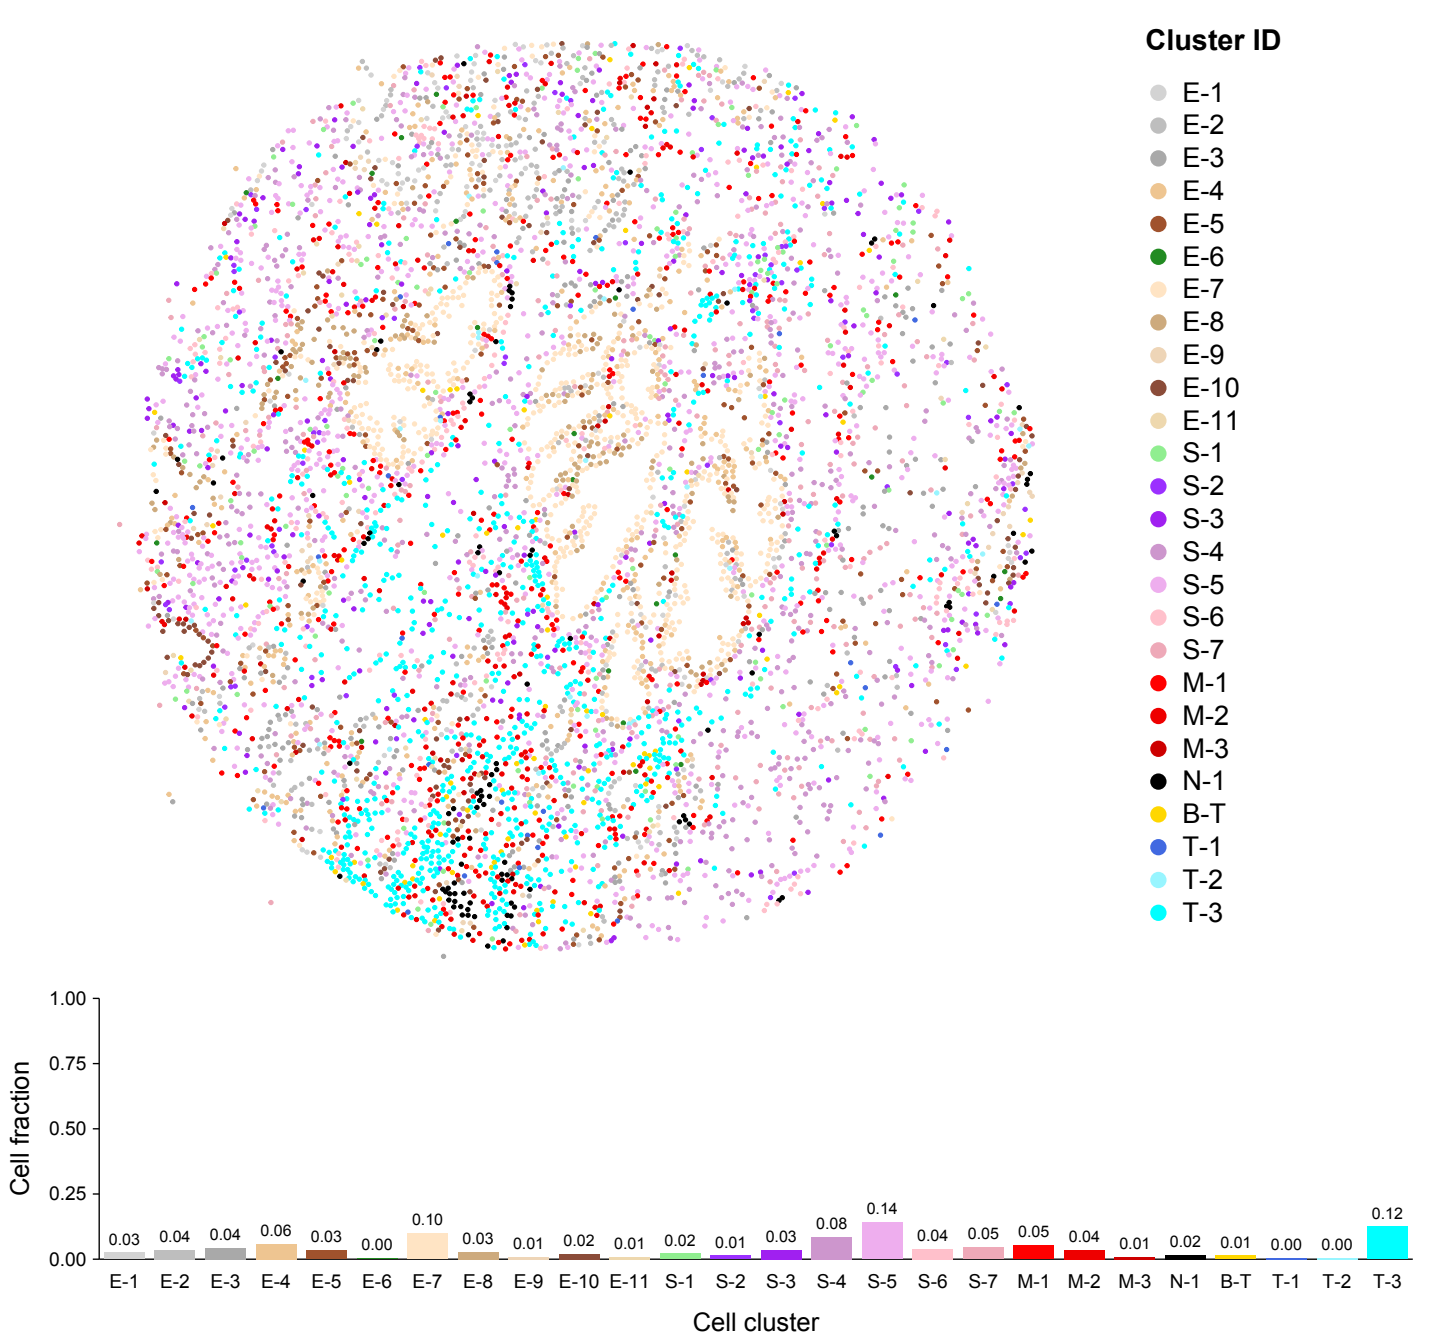 Cluster ID
E-1
E-2
E-3
E-4
E-5
E-6
E-7
E-8
E-9
E-10
E-11
S-1
S-2
S-3
S-4
S-5
S-6
S-7
M-1
M-2
M-3
N-1
B-T
T-1
T-2
T-3
1.00
0.75
0.50
0.25
0.00
Cell fraction
0.03 0.04 0.04 0.06 0.03 0.00 0.10 0.03 0.01 0.02 0.01 0.02 0.01 0.03 0.08 0.14 0.04 0.05 0.05 0.04 0.01 0.02 0.01 0.00 0.00 0.12
E-1 E-2 E-3 E-4 E-5 E-6 E-7 E-8 E-9 E-10 E-11 S-1 S-2 S-3 S-4 S-5 S-6 S-7 M-1 M-2 M-3 N-1 B-T T-1 T-2 T-3
Cell cluster